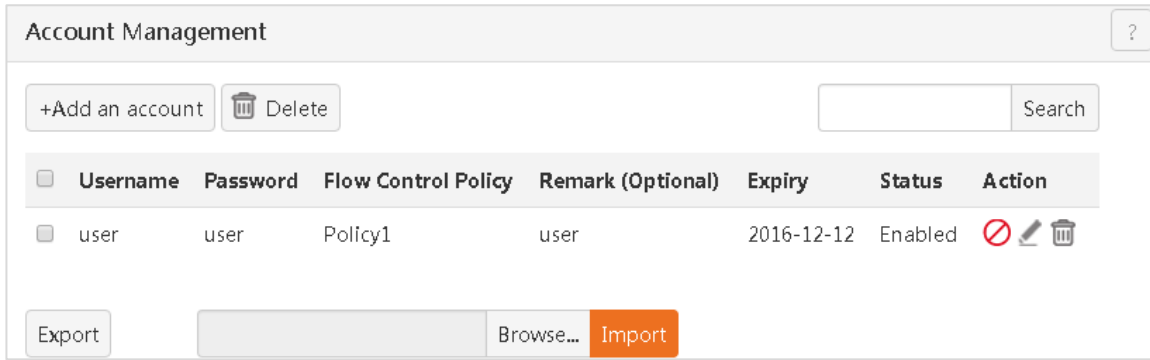 Account Management ?
+Add an account Delete Search
Username Password Flow Control Policy Remark (Optional) Expiry Status Action
user user Policy1 user 2016-12-12 Enabled
Export Browse... Import